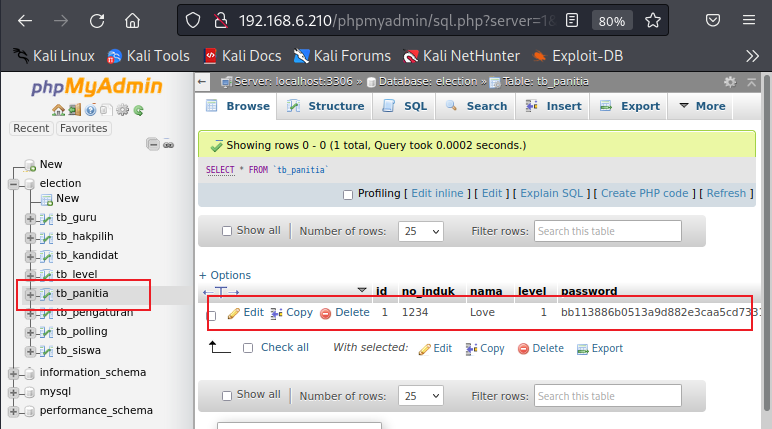 192.168.6.210/phpmyadmin/sql.php?server=1&
80%
Kali Linux
Kali Tools
Kali Docs
Kali Forums
Kali NetHunter
Exploit-DB
phpMyAdmin
Recent
Favorites
New
election
New
tb_guru
tb_hakpilih
tb_kandidat
tb_level
tb_panitia
tb_pengaturan
tb_polling
tb_siswa
information_schema
mysql
performance_schema
Server: localhost:3306 » Database: election » Table: tb_panitia
Browse Structure SQL Search Insert Export More
Showing rows 0 - 0 (1 total, Query took 0.0002 seconds.)
SELECT * FROM `tb_panitia`
Profiling [ Edit inline ] [ Edit ] [ Explain SQL ] [ Create PHP code ] [ Refresh ]
Show all Number of rows: 25 Filter rows: Search this table
+ Options
id no_induk nama level password
Edit Copy Delete 1 1234 Love 1 bb113886b0513a9d882e3caa5cd73
Check all With selected: Edit Copy Delete Export
Show all Number of rows: 25 Filter rows: Search this table